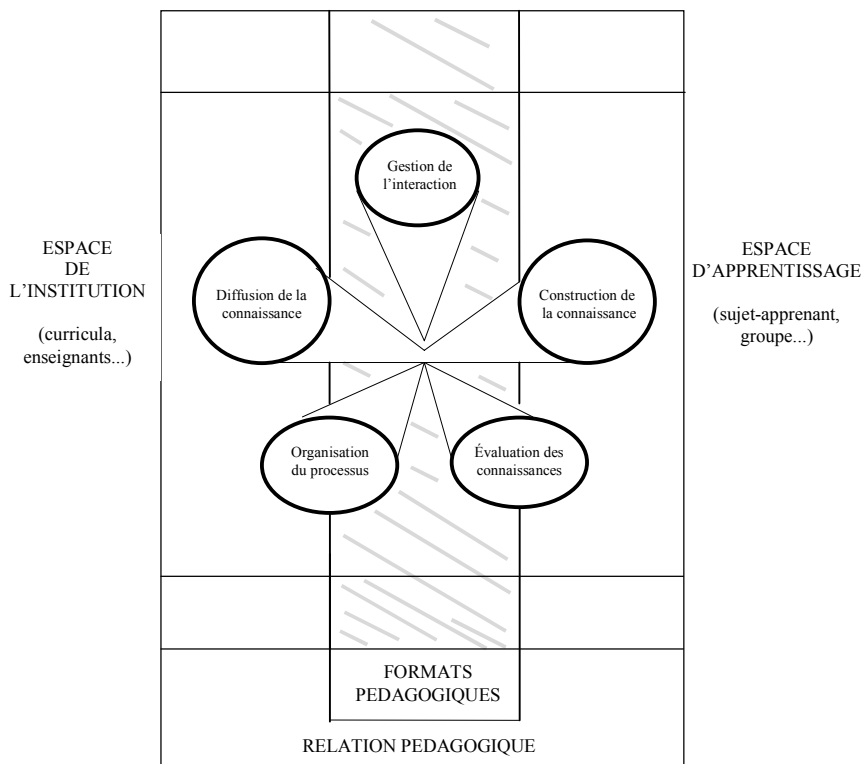 Gestion de
l'interaction
ESPACE
DE
L'INSTITUTION
(curricula,
enseignants...)
Diffusion de la
connaissance
Construction de
la connaissance
ESPACE
D'APPRENTISSAGE
(sujet-apprenant,
groupe...)
Organisation
du processus
Évaluation des
connaissances
FORMATS
PEDAGOGIQUES
RELATION PEDAGOGIQUE